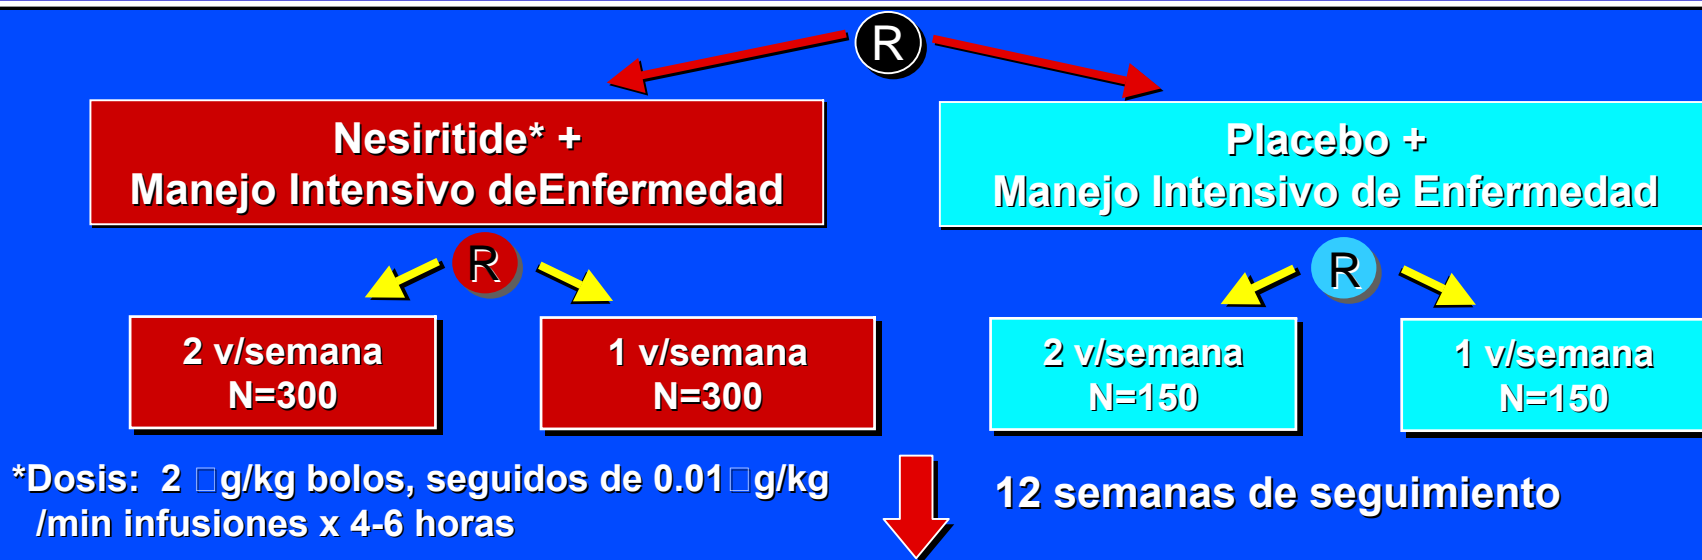 R
Nesiritide* +
Manejo Intensivo deEnfermedad
Placebo +
Manejo Intensivo de Enfermedad
R
R
2 v/semana
N=300
1 v/semana
N=300
2 v/semana
N=150
1 v/semana
N=150
*Dosis: 2 □g/kg bolos, seguidos de 0.01□g/kg
/min infusiones x 4-6 horas
12 semanas de seguimiento